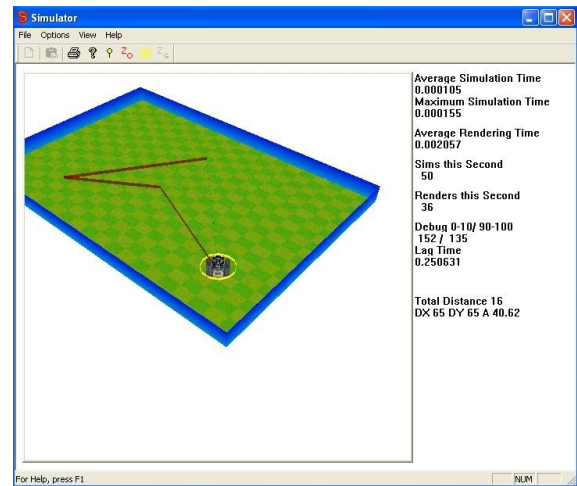 Simulator
File Options View Help
Average Simulation Time
0.000105
Maximum Simulation Time
0.000155
Average Rendering Time
0.002057
Sims this Second
50
Renders this Second
36
Debug 0-10/ 90-100
152 / 135
Lag Time
0.250631
Total Distance 16
DX 65 DY 65 A 40.62
For Help, press F1
NUM